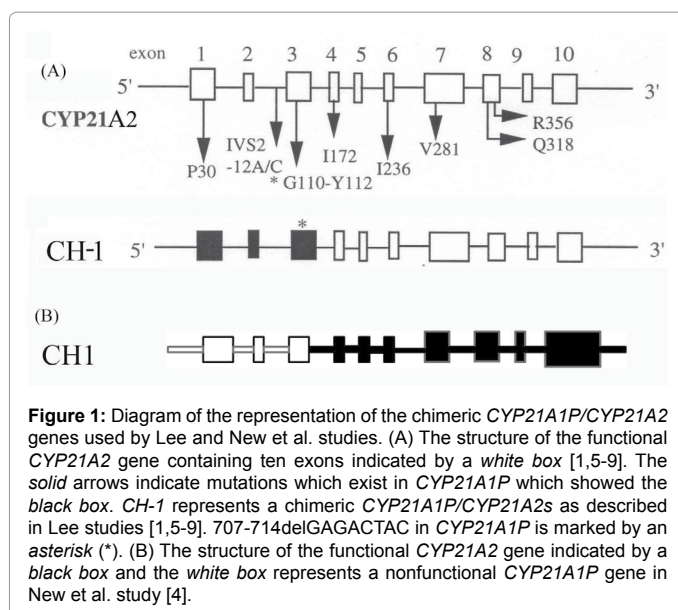 exon 1 2 3 4 5 6 7 8 9 10
(A)
5' 3'
CYP21A2
R356
IVS2 I172 V281 Q318
-12A/C I236
P30 * G110-Y112
*
CH-1 5' 3'
(B)
CH1
Figure 1: Diagram of the representation of the chimeric CYP21A1P/CYP21A2
genes used by Lee and New et al. studies. (A) The structure of the functional
CYP21A2 gene containing ten exons indicated by a white box [1,5-9]. The
solid arrows indicate mutations which exist in CYP21A1P which showed the
black box. CH-1 represents a chimeric CYP21A1P/CYP21A2s as described
in Lee studies [1,5-9]. 707-714delGAGACTAC in CYP21A1P is marked by an
asterisk (*). (B) The structure of the functional CYP21A2 gene indicated by a
black box and the white box represents a nonfunctional CYP21A1P gene in
New et al. study [4].